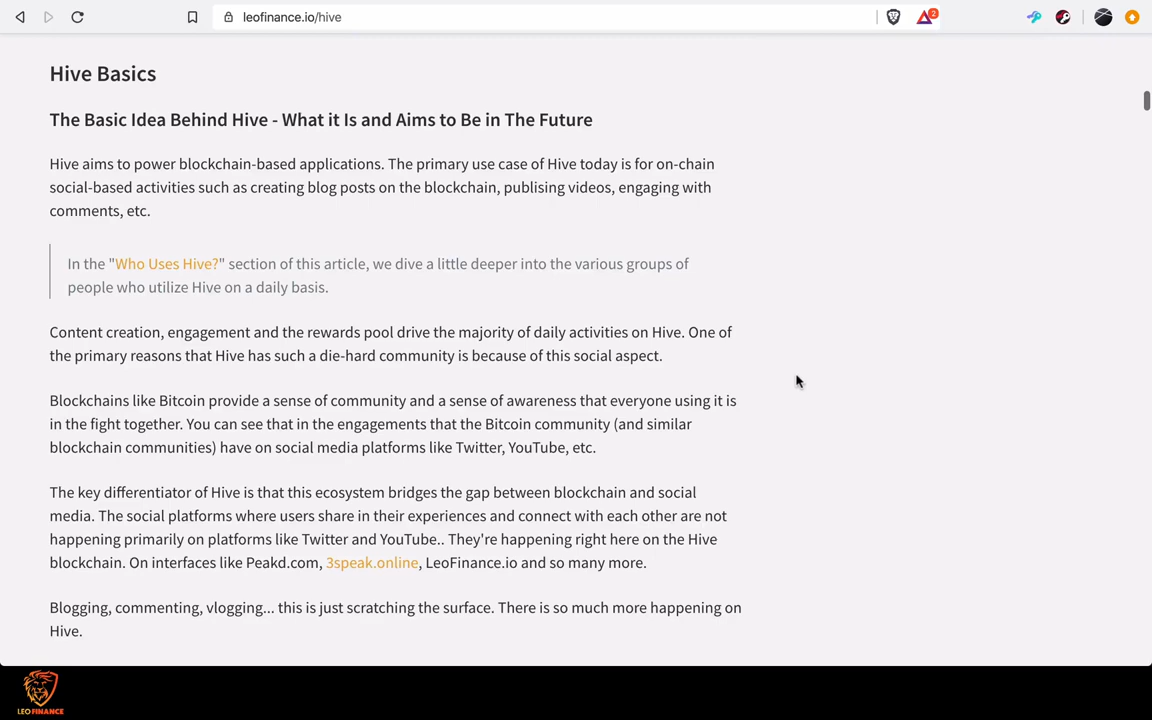 leofinance.io/hive
2
Hive Basics
The Basic Idea Behind Hive - What it Is and Aims to Be in The Future
Hive aims to power blockchain-based applications. The primary use case of Hive today is for on-chain
social-based activities such as creating blog posts on the blockchain, publising videos, engaging with
comments, etc.
In the "Who Uses Hive?" section of this article, we dive a little deeper into the various groups of
people who utilize Hive on a daily basis.
Content creation, engagement and the rewards pool drive the majority of daily activities on Hive. One of
the primary reasons that Hive has such a die-hard community is because of this social aspect.
Blockchains like Bitcoin provide a sense of community and a sense of awareness that everyone using it is
in the fight together. You can see that in the engagements that the Bitcoin community (and similar
blockchain communities) have on social media platforms like Twitter, YouTube, etc.
The key differentiator of Hive is that this ecosystem bridges the gap between blockchain and social
media. The social platforms where users share in their experiences and connect with each other are not
happening primarily on platforms like Twitter and YouTube.. They're happening right here on the Hive
blockchain. On interfaces like Peakd.com, 3speak.online, LeoFinance.io and so many more.
Blogging, commenting, vlogging... this is just scratching the surface. There is so much more happening on
Hive.
LEOFINANCE